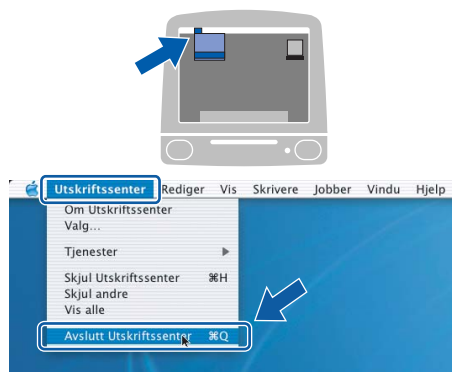 Utskriftssenter Rediger Vis Skrivere Jobber Vindu Hjelp
Om Utskriftssenter
Valg...
Tjenester
Skjul Utskriftssenter ⌘H
Skjul andre
Vis alle
Avslutt Utskriftssenter ⌘Q